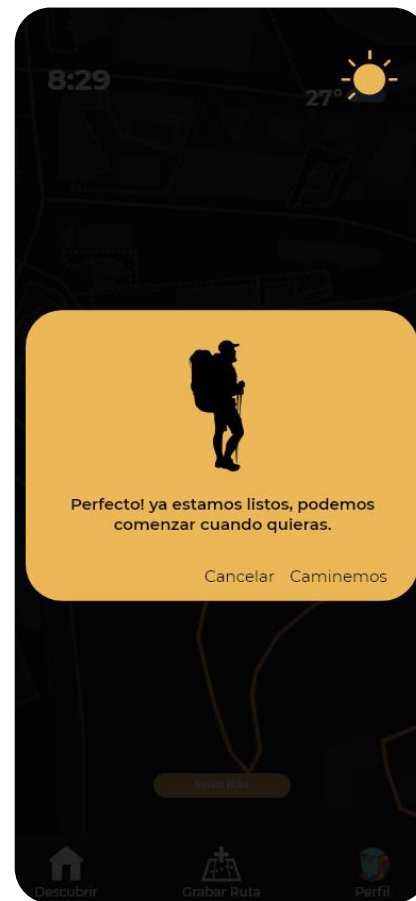 8:29
27°
Perfecto! ya estamos listos, podemos
comenzar cuando quieras.
Cancelar Caminemos
Iniciar Ruta
Descubrir Grabar Ruta Perfil